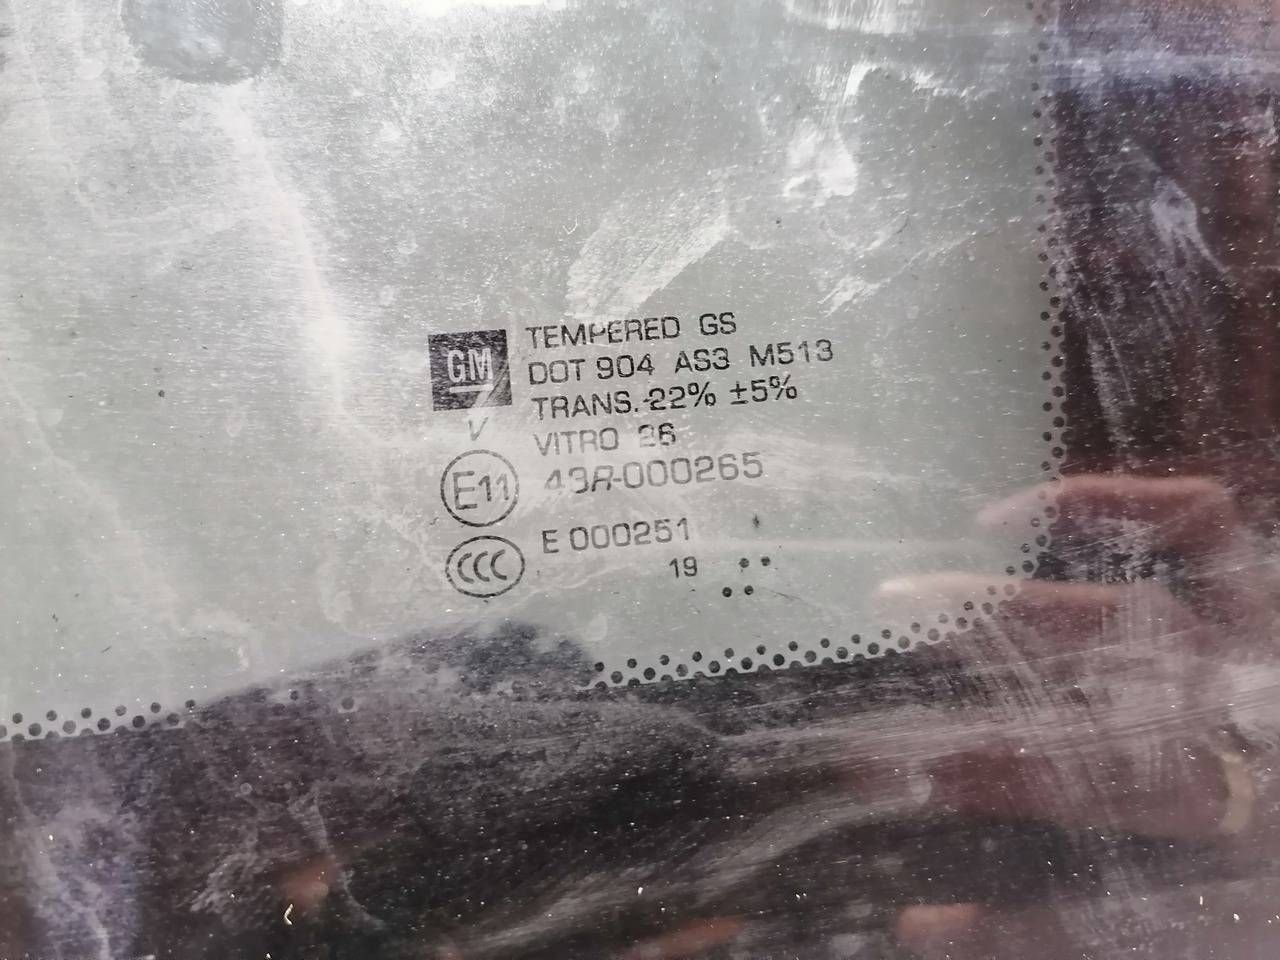 GM
TEMPERED GS
DOT 904 AS3 M513
TRANS. 22% ±5%
V
VITRO 26
E11
43R-000265
CCC
E 000251
19